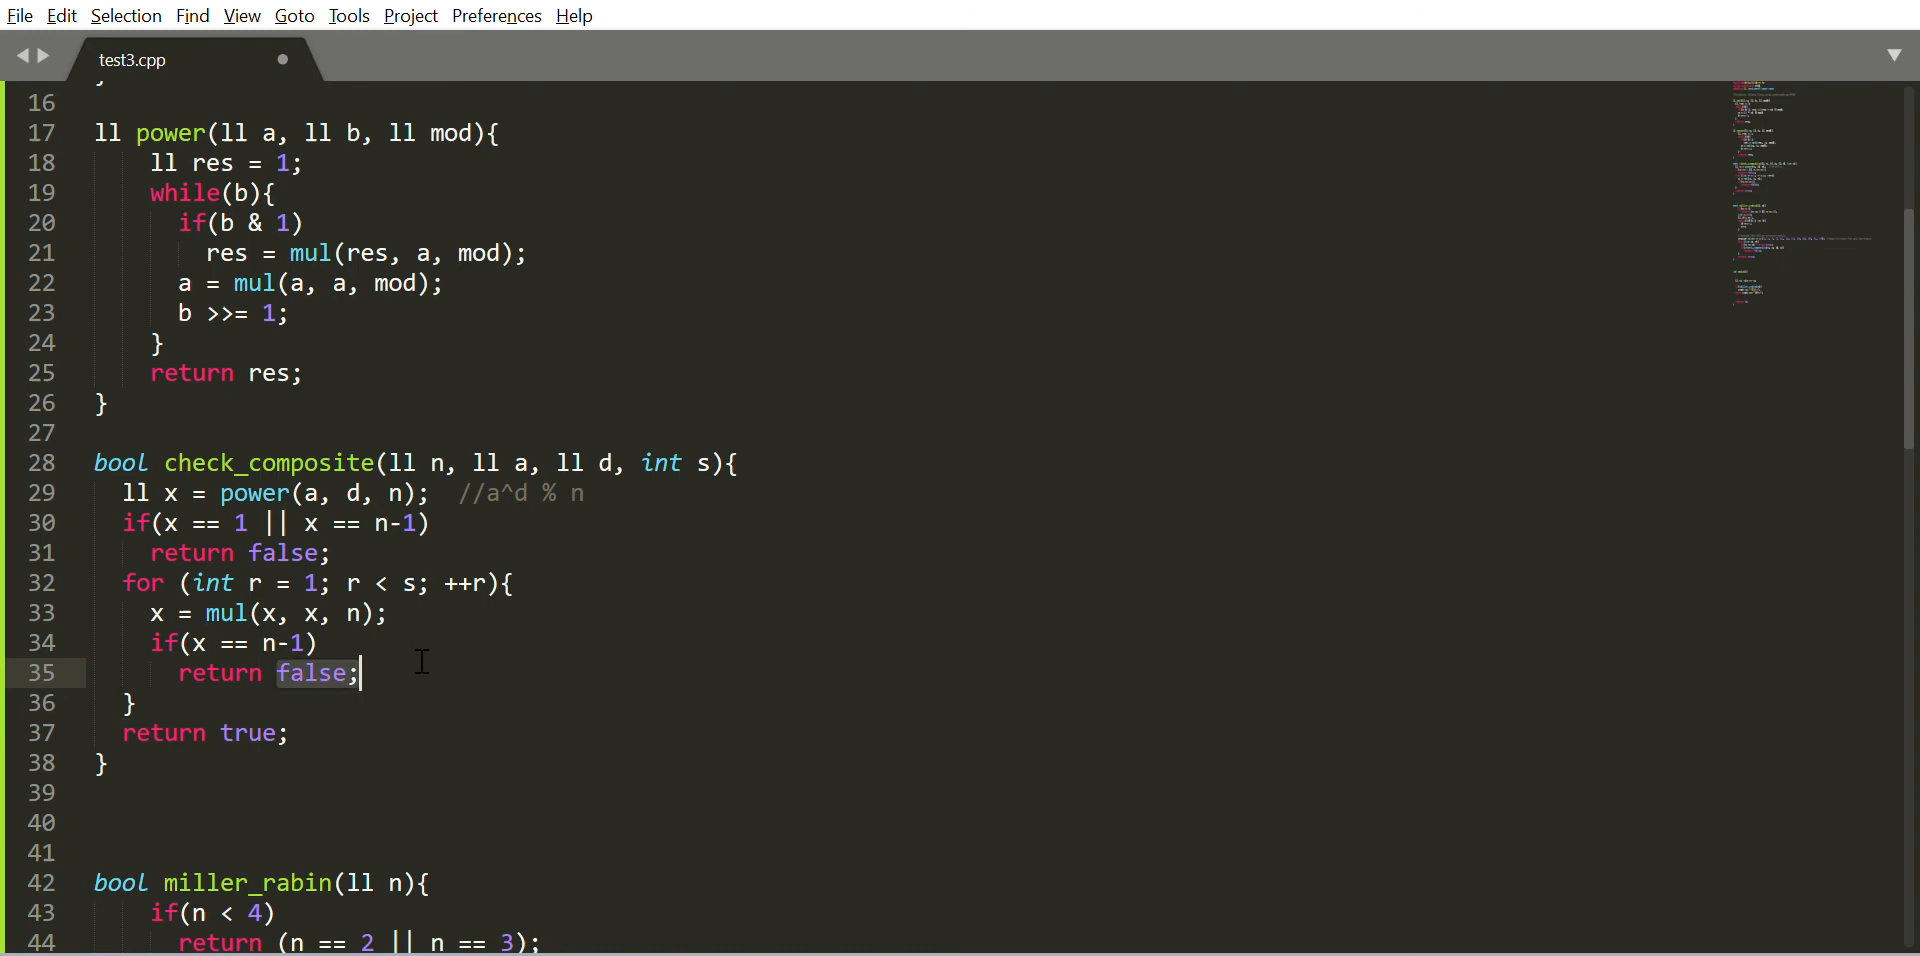 File Edit Selection Find View Goto Tools Project Preferences Help
test3.cpp
16
17 ll power(ll a, ll b, ll mod){
18 ll res = 1;
19 while(b){
20 if(b & 1)
21 res = mul(res, a, mod);
22 a = mul(a, a, mod);
23 b >>= 1;
24 }
25 return res;
26 }
27
28 bool check_composite(ll n, ll a, ll d, int s){
29 ll x = power(a, d, n); //a^d % n
30 if(x == 1 || x == n-1)
31 return false;
32 for (int r = 1; r < s; ++r){
33 x = mul(x, x, n);
34 if(x == n-1)
35 return false;
36 }
37 return true;
38 }
39
40
41
42 bool miller_rabin(ll n){
43 if(n < 4)
44 return (n == 2 || n == 3);